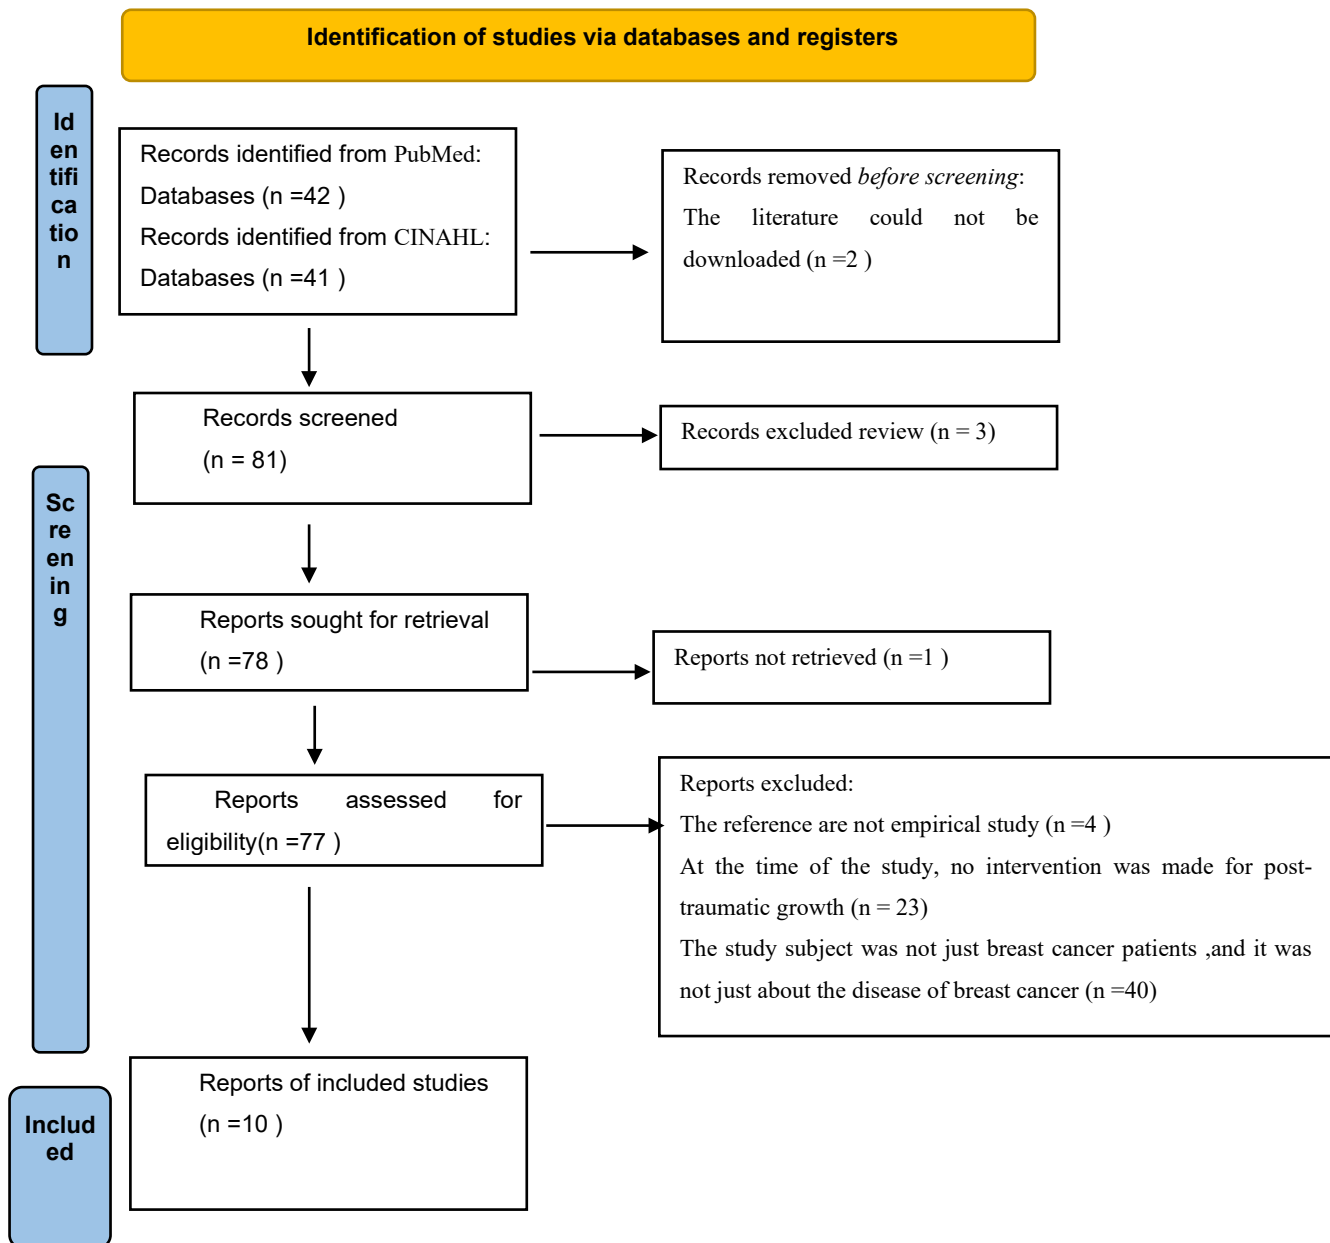 Identification of studies via databases and registers
Id
en
tifi
ca
tio
n
Records identified from PubMed:
Databases (n =42 )
Records identified from CINAHL:
Databases (n =41 )
Records removed before screening:
The literature could not be
downloaded (n =2 )
Records screened
(n = 81)
Records excluded review (n = 3)
Sc
re
en
in
g
Reports sought for retrieval
(n =78 )
Reports not retrieved (n =1 )
Reports assessed for
eligibility(n =77 )
Reports excluded:
The reference are not empirical study (n =4 )
At the time of the study, no intervention was made for post-
traumatic growth (n = 23)
The study subject was not just breast cancer patients ,and it was
not just about the disease of breast cancer (n =40)
Includ
ed
Reports of included studies
(n =10 )